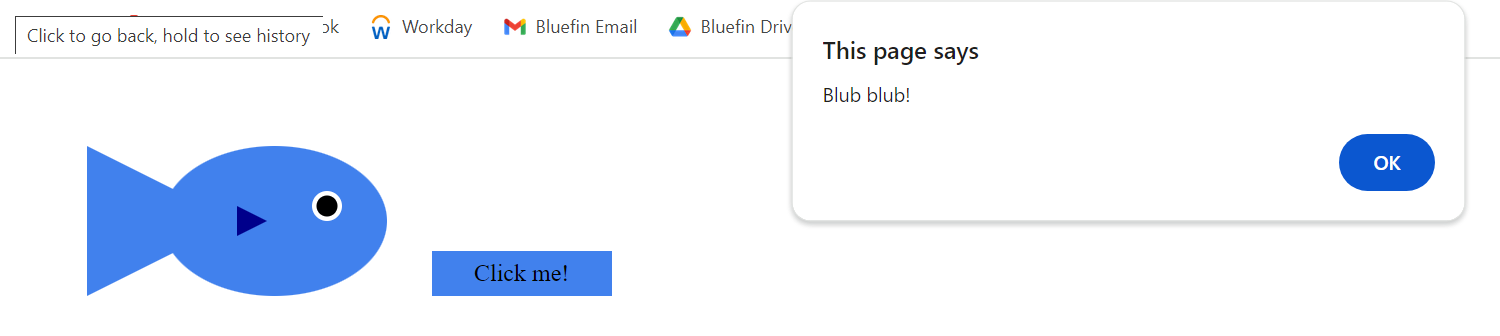 Click to go back, hold to see history
Workday
Bluefin Email
Bluefin Driv
This page says
Blub blub!
OK
Click me!